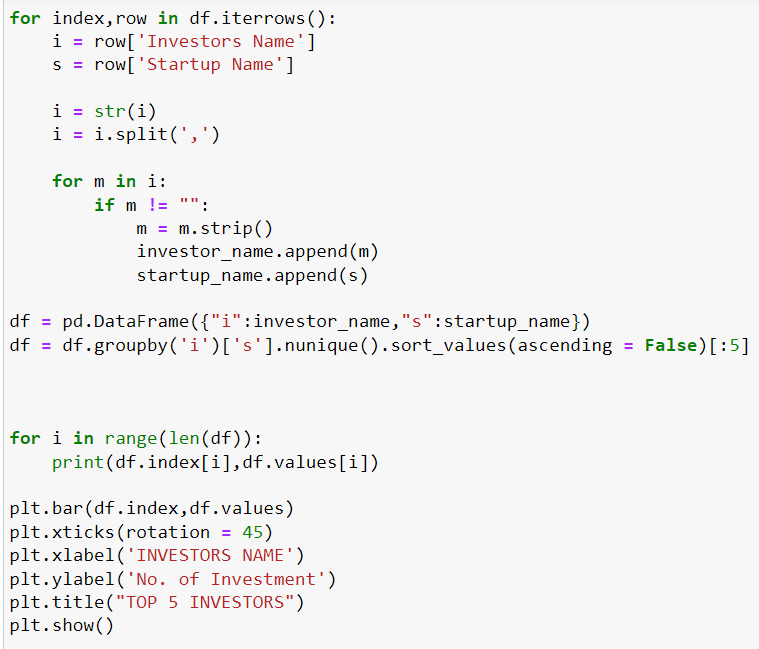 for index,row in df.iterrows():
    i = row['Investors Name']
    s = row['Startup Name']

    i = str(i)
    i = i.split(',')

    for m in i:
        if m != "":
            m = m.strip()
            investor_name.append(m)
            startup_name.append(s)

df = pd.DataFrame({"i":investor_name,"s":startup_name})
df = df.groupby('i')['s'].nunique().sort_values(ascending = False)[:5]

for i in range(len(df)):
    print(df.index[i],df.values[i])

plt.bar(df.index,df.values)
plt.xticks(rotation = 45)
plt.xlabel('INVESTORS NAME')
plt.ylabel('No. of Investment')
plt.title("TOP 5 INVESTORS")
plt.show()